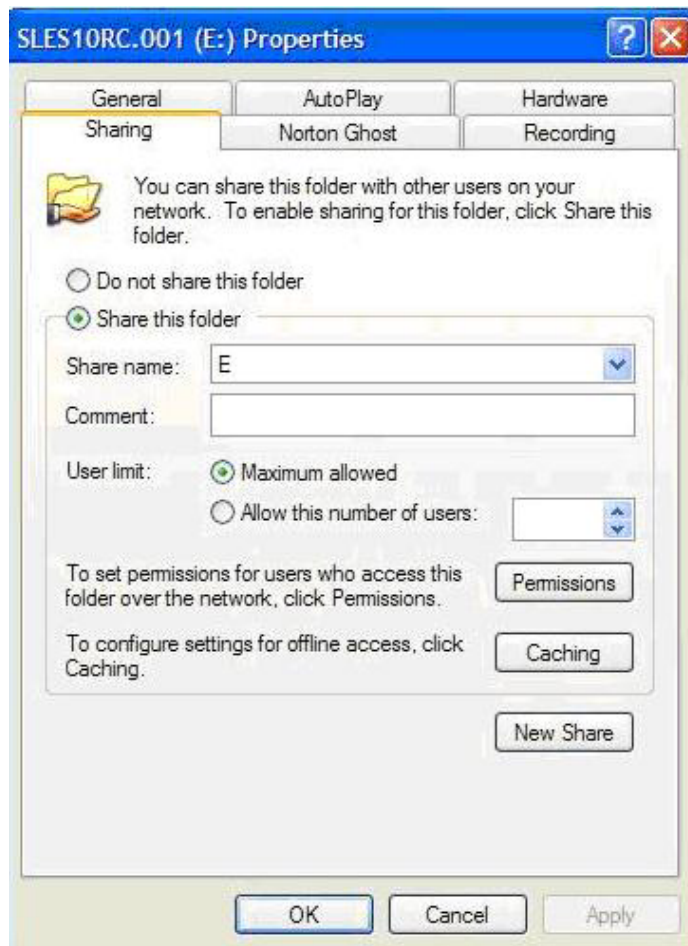 SLES10RC.001 (E:) Properties
General AutoPlay Hardware
Sharing Norton Ghost Recording
You can share this folder with other users on your
network. To enable sharing for this folder, click Share this
folder.
Do not share this folder
Share this folder
Share name: E
Comment:
User limit: Maximum allowed
Allow this number of users:
To set permissions for users who access this
folder over the network, click Permissions.
Permissions
To configure settings for offline access, click
Caching.
Caching
New Share
OK Cancel Apply